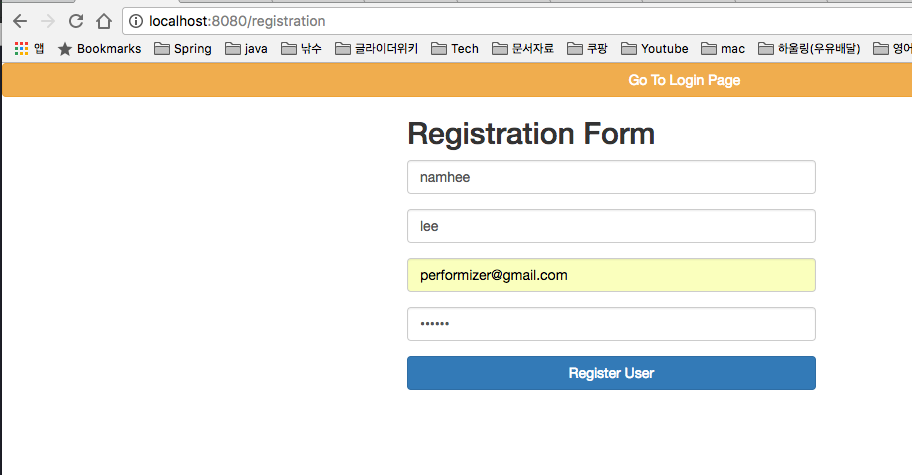 localhost:8080/registration
앱 Bookmarks Spring java 낚수 글라이더위키 Tech 문서자료 쿠팡 Youtube mac 하울링(우유배달) 영어
Go To Login Page
Registration Form
namhee
lee
performizer@gmail.com
••••••
Register User